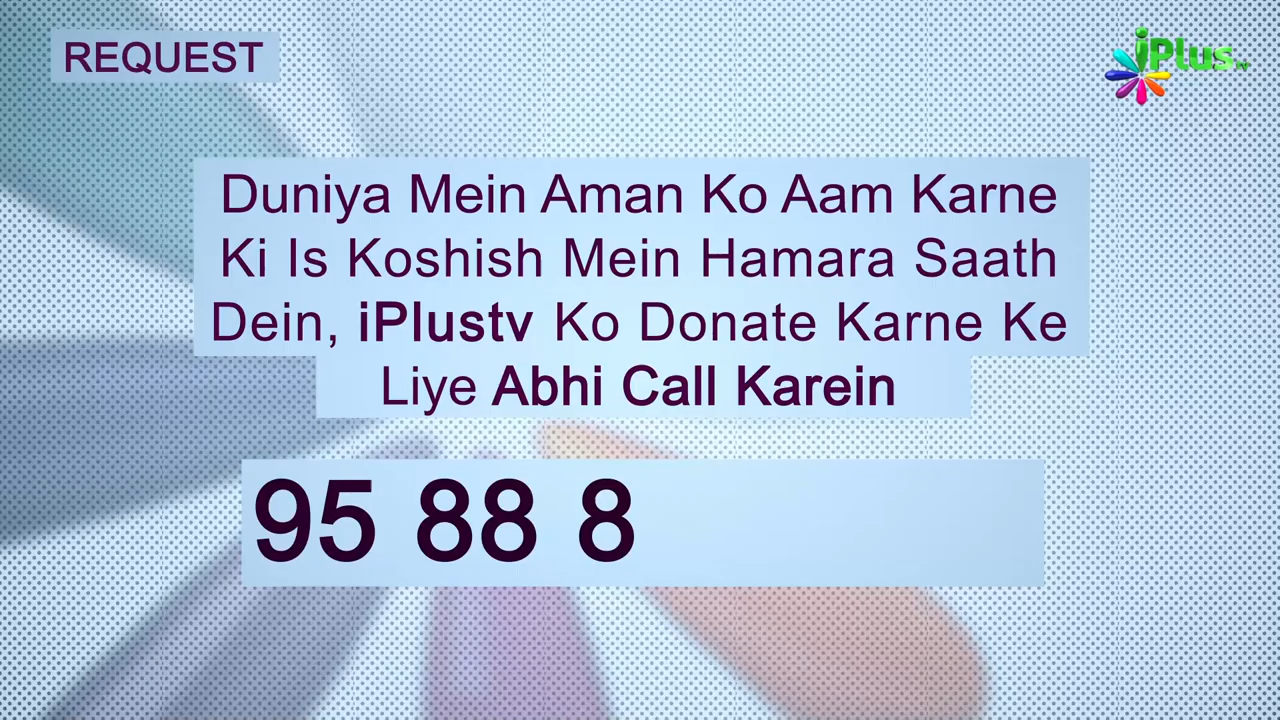 REQUEST
iPlus tv
Duniya Mein Aman Ko Aam Karne
Ki Is Koshish Mein Hamara Saath
Dein, iPlustv Ko Donate Karne Ke
Liye Abhi Call Karein
95 88 8